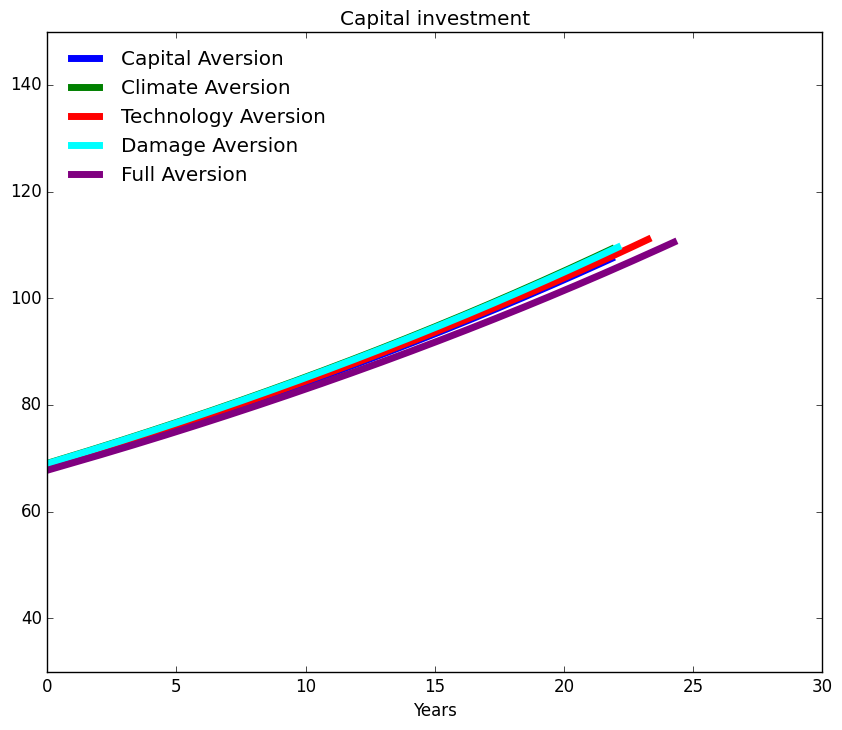 Capital investment
Capital Aversion
Climate Aversion
Technology Aversion
Damage Aversion
Full Aversion
140
120
100
80
60
40
0 5 10 15 20 25 30
Years